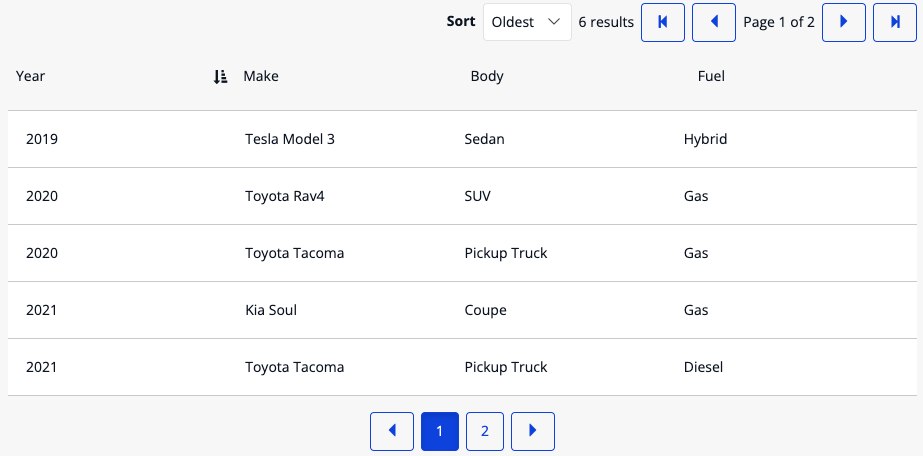 Sort Oldest 6 results Page 1 of 2
Year Make Body Fuel
2019 Tesla Model 3 Sedan Hybrid
2020 Toyota Rav4 SUV Gas
2020 Toyota Tacoma Pickup Truck Gas
2021 Kia Soul Coupe Gas
2021 Toyota Tacoma Pickup Truck Diesel
1 2